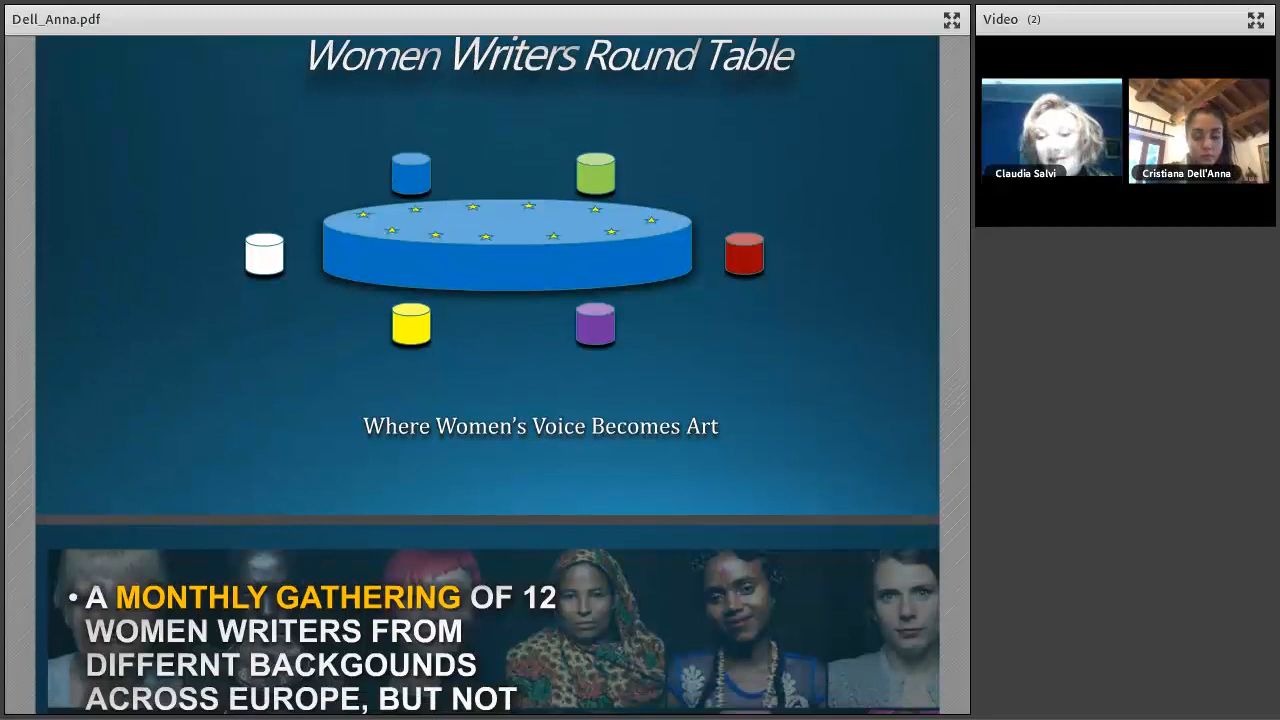 Dell_Anna.pdf
Video (2)
Women Writers Round Table
Claudia Salvi
Cristiana Dell'Anna
Where Women's Voice Becomes Art
• A MONTHLY GATHERING OF 12
WOMEN WRITERS FROM
DIFFERNT BACKGOUNDS
ACROSS EUROPE, BUT NOT